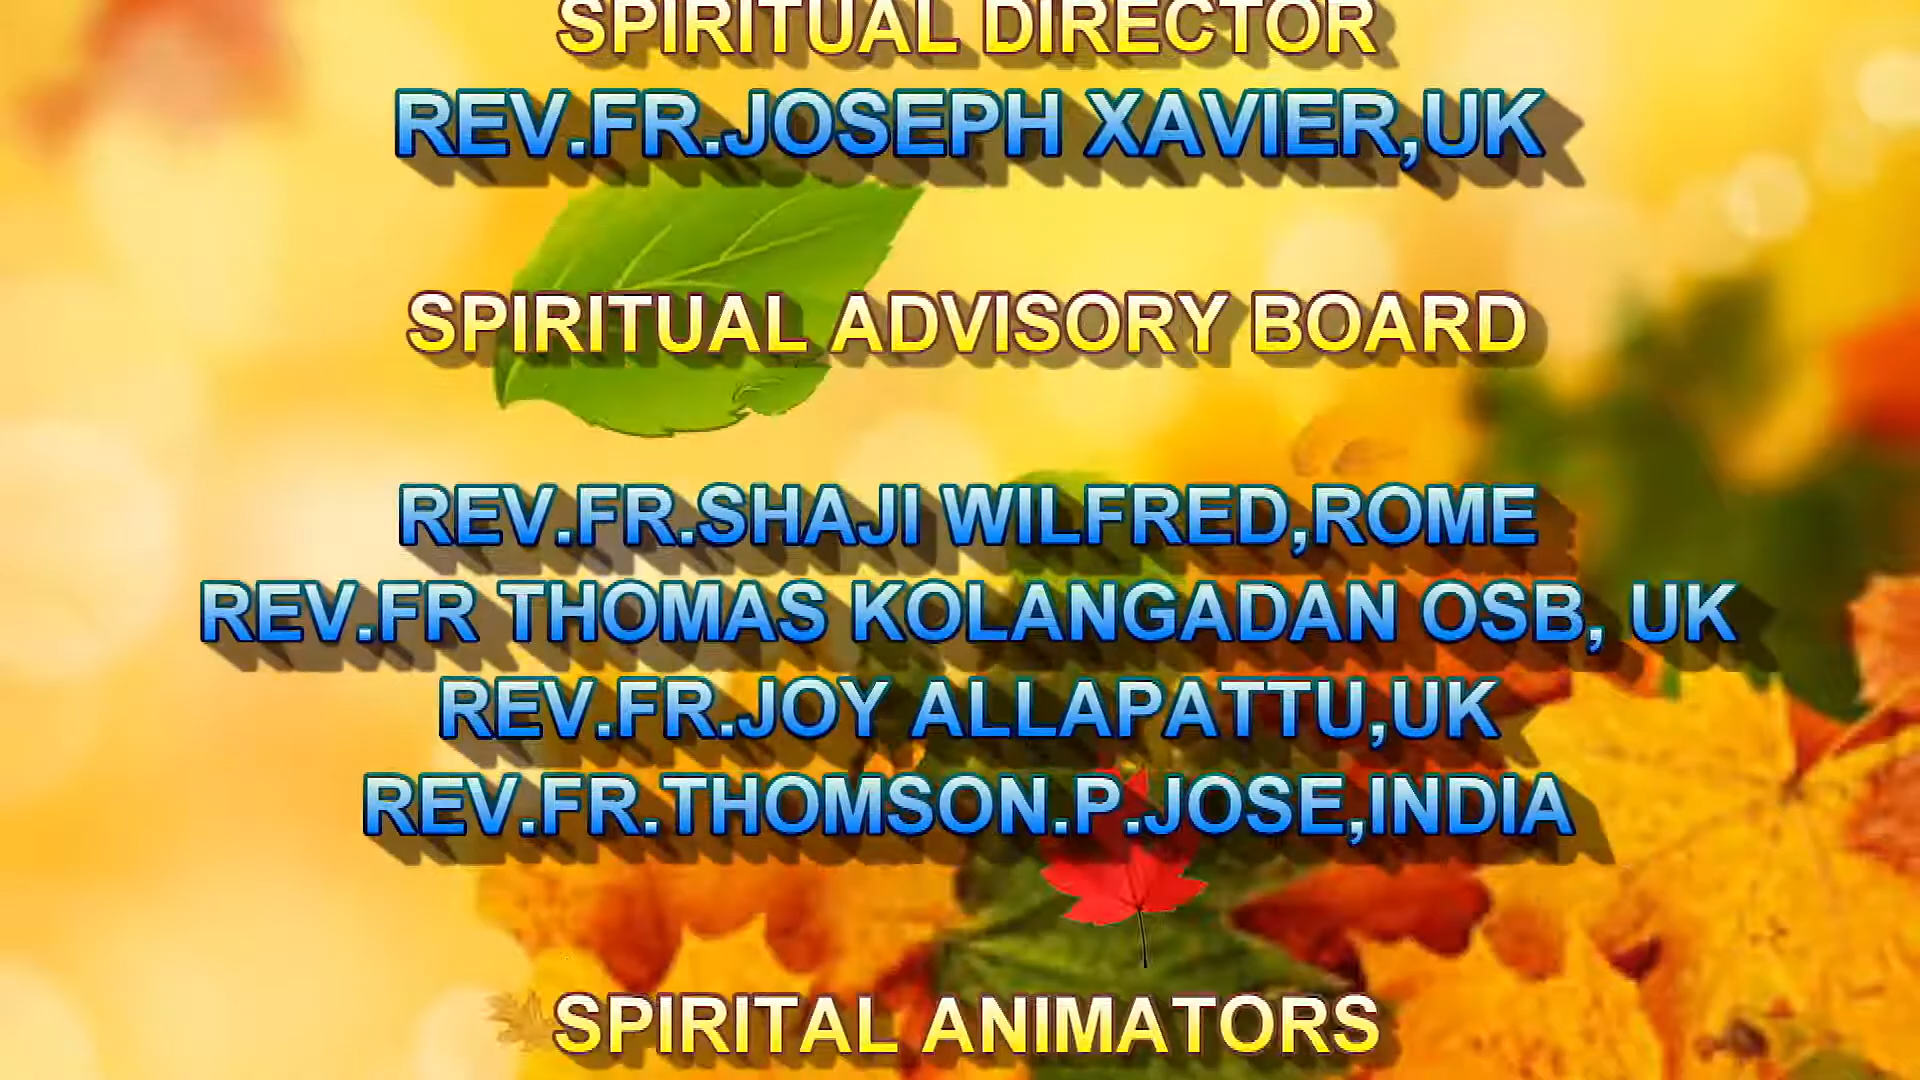 SPIRITUAL DIRECTOR
REV.FR.JOSEPH XAVIER,UK
SPIRITUAL ADVISORY BOARD
REV.FR.SHAJI WILFRED,ROME
REV.FR THOMAS KOLANGADAN OSB, UK
REV.FR.JOY ALLAPATTU,UK
REV.FR.THOMSON.P.JOSE,INDIA
SPIRITAL ANIMATORS